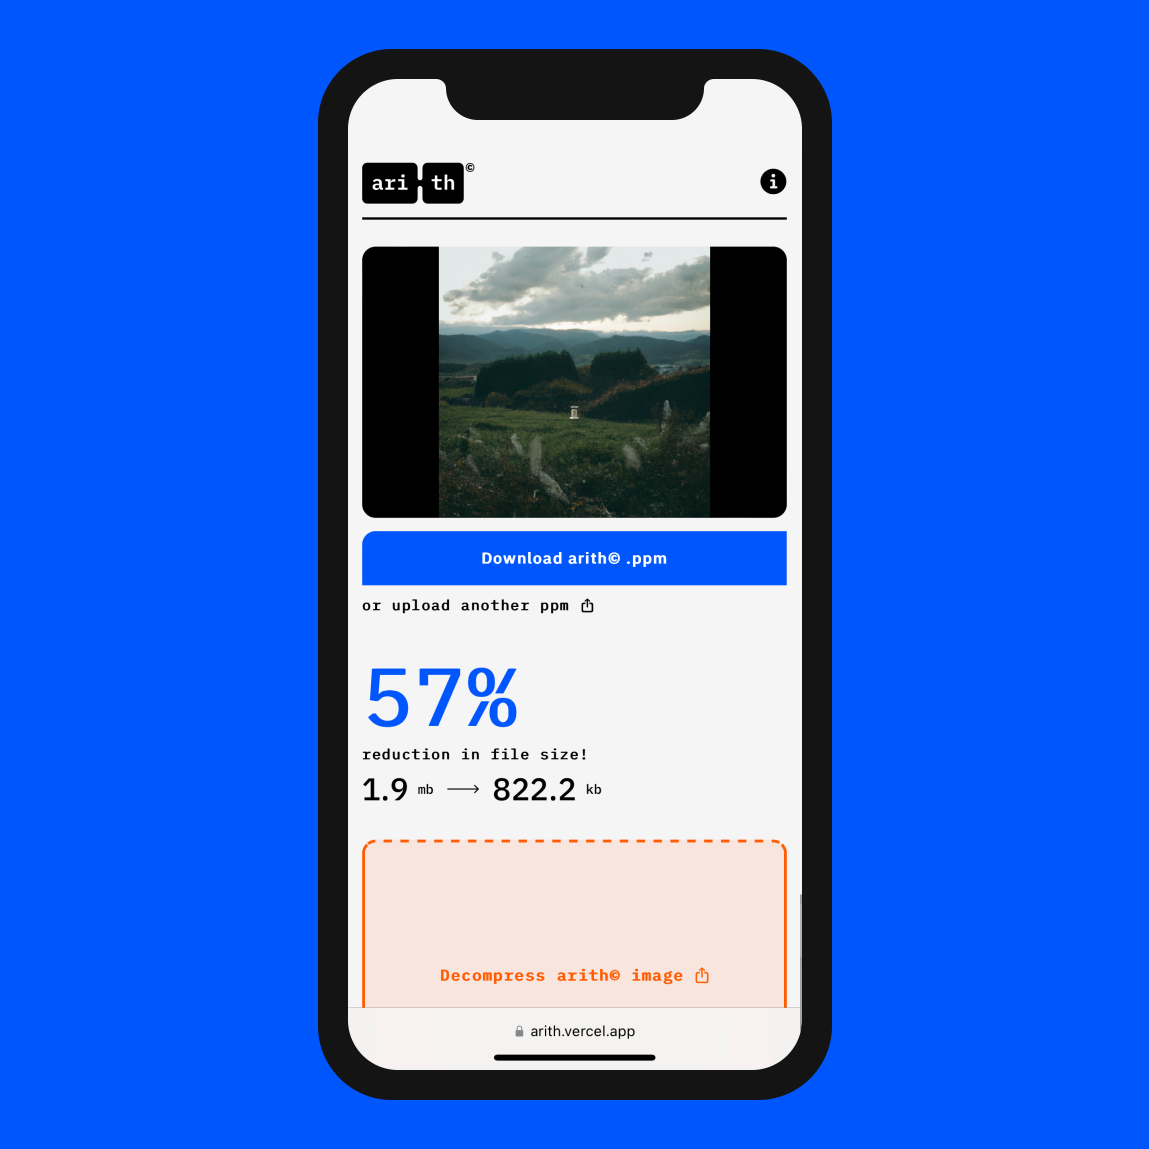 ari th ©
i
Download arith© .ppm
or upload another ppm
57%
reduction in file size!
1.9 mb → 822.2 kb
Decompress arith© image
arith.vercel.app